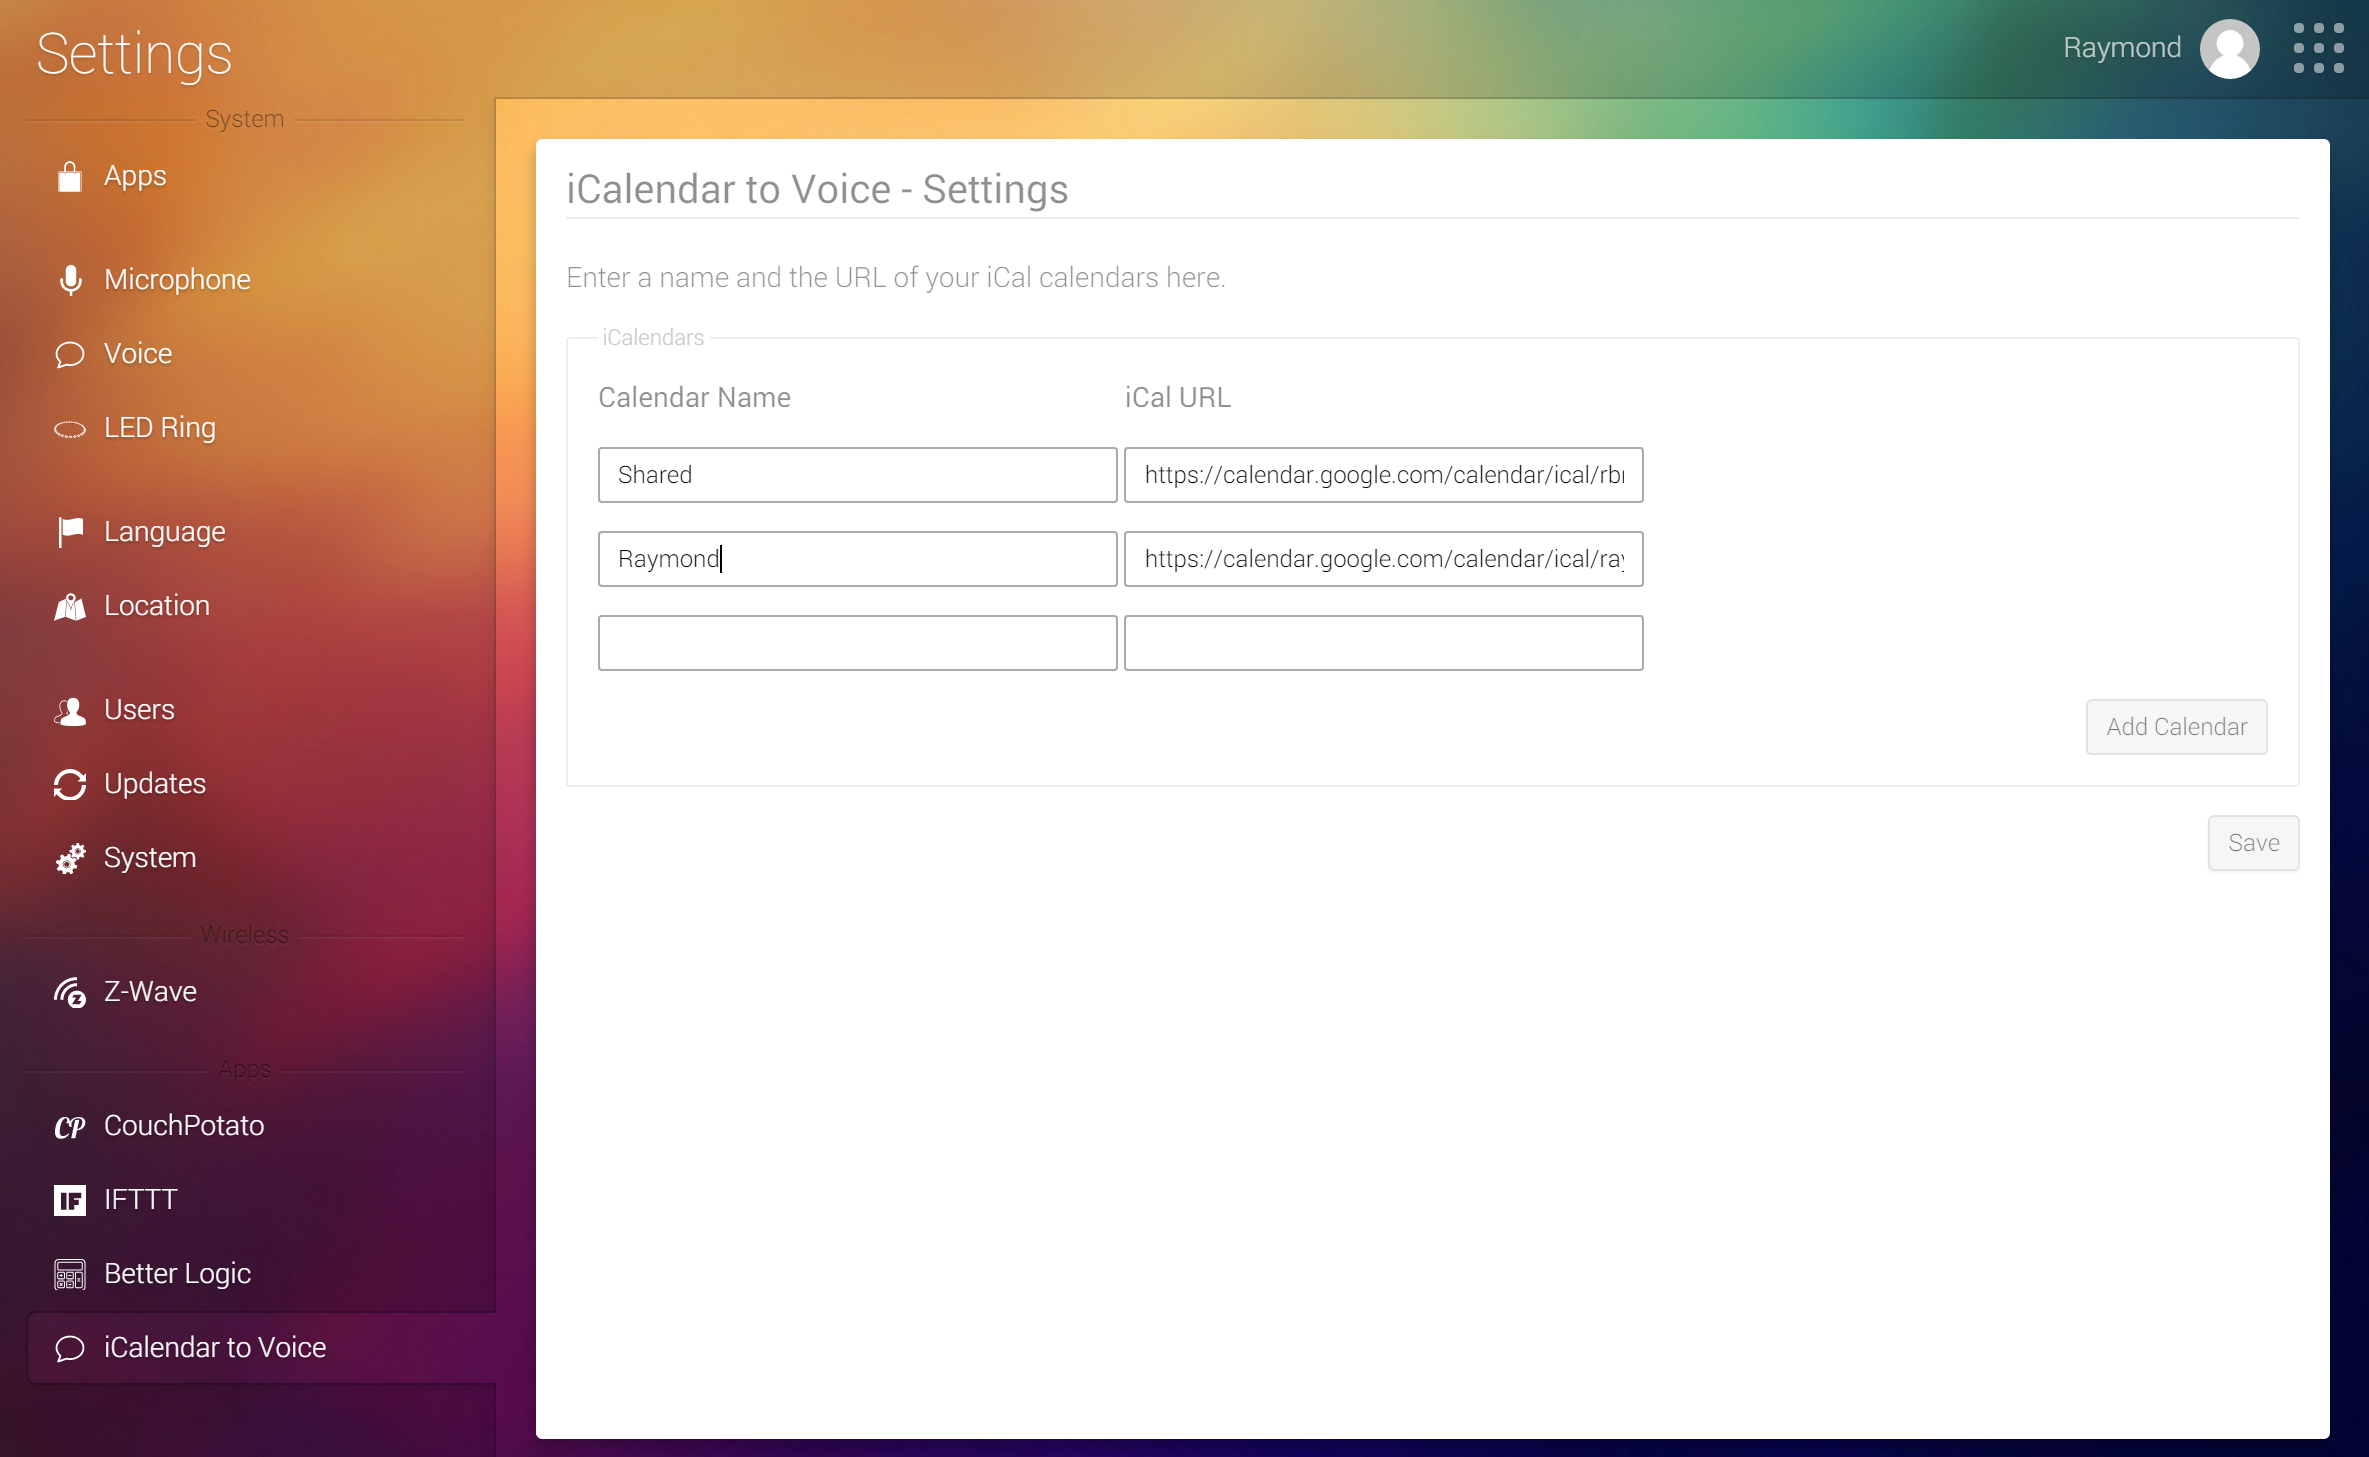 Settings
Raymond
System
Apps
Microphone
Voice
LED Ring
Language
Location
Users
Updates
System
Wireless
Z-Wave
Apps
CP CouchPotato
IF IFTTT
Better Logic
iCalendar to Voice
iCalendar to Voice - Settings
Enter a name and the URL of your iCal calendars here.
iCalendars
Calendar Name iCal URL
Shared https://calendar.google.com/calendar/ical/rb
Raymond https://calendar.google.com/calendar/ical/ra
Add Calendar
Save